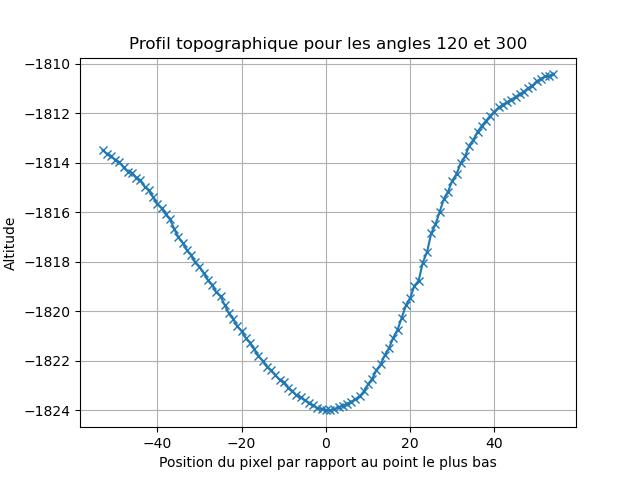 Profil topographique pour les angles 120 et 300
Altitude
−1810
−1812
−1814
−1816
−1818
−1820
−1822
−1824
−40 −20 0 20 40
Position du pixel par rapport au point le plus bas